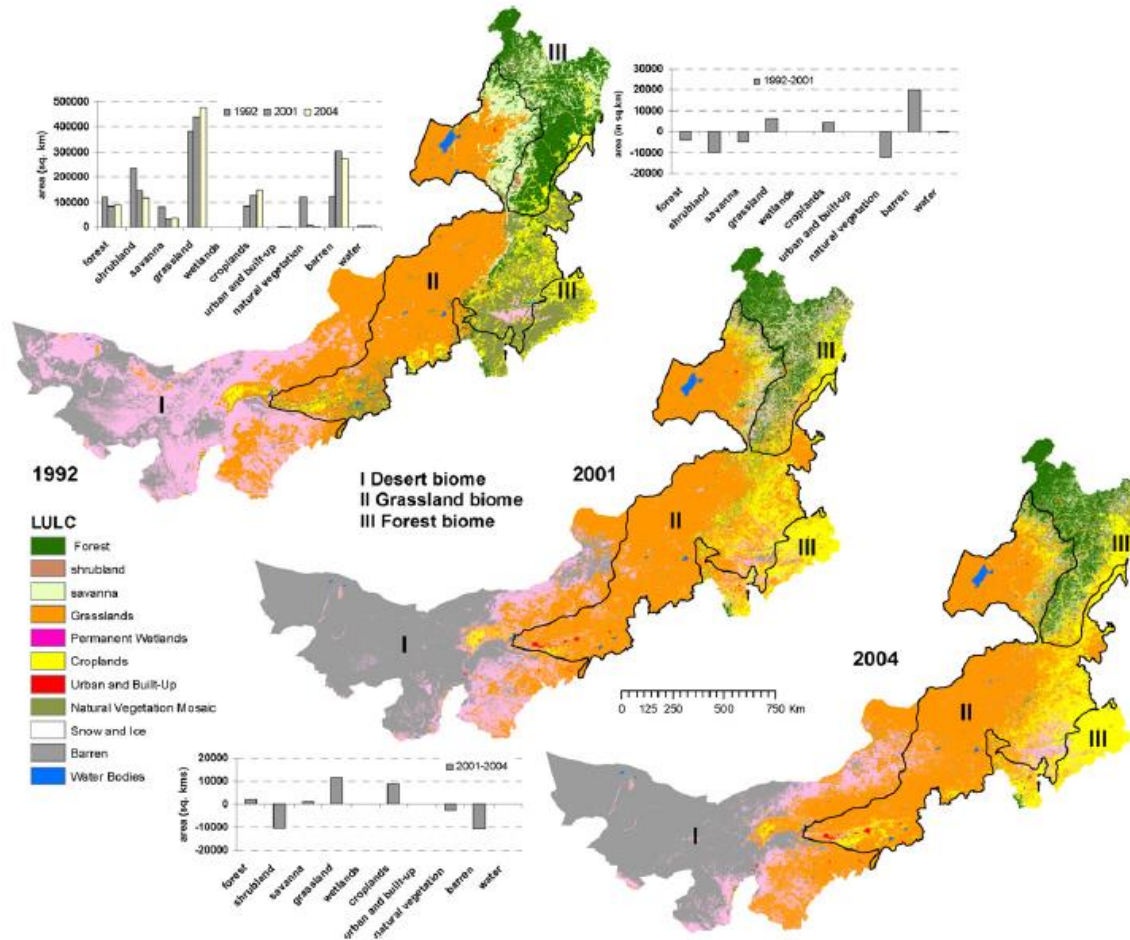 III
500000
400000
300000
200000
100000
0
area (sq. km)
1992 2001 2004
forest
shrubland
savanna
grassland
wetlands
croplands
urban and built-up
natural vegetation
barren
water
30000
20000
10000
0
-10000
-20000
area (in sq.km)
1992-2001
forest
shrubland
savanna
grassland
wetlands
croplands
urban and built-up
natural vegetation
barren
water
II
III
I
1992
I Desert biome
II Grassland biome
III Forest biome
2001
III
II
III
I
LULC
Forest
shrubland
savanna
Grasslands
Permanent Wetlands
Croplands
Urban and Built-Up
Natural Vegetation Mosaic
Snow and Ice
Barren
Water Bodies
0 125 250 500 750 Km
2004
III
II
III
I
20000
10000
0
-10000
-20000
area (sq. kms)
2001-2004
forest
shrubland
savanna
grassland
wetlands
croplands
urban and built-up
natural vegetation
barren
water